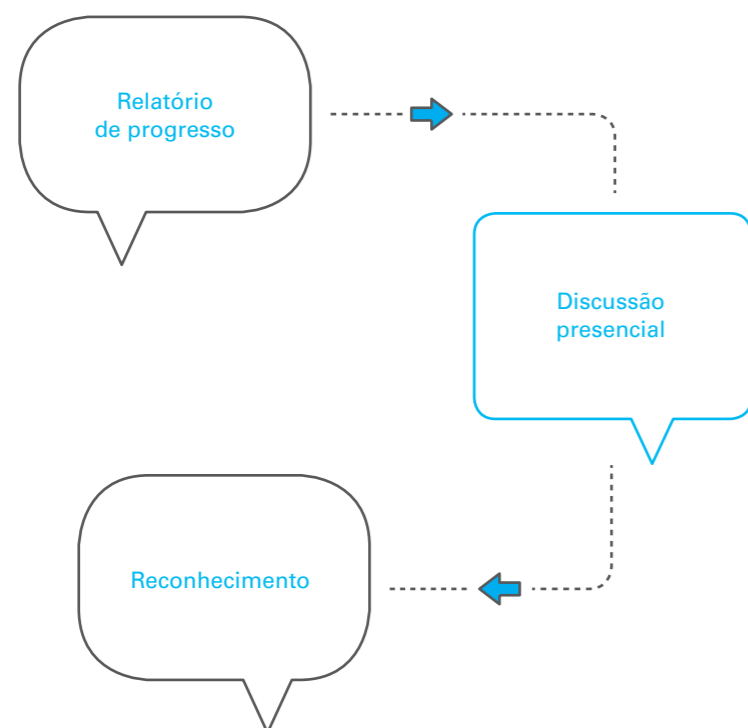 Relatório
de progresso
Discussão
presencial
Reconhecimento